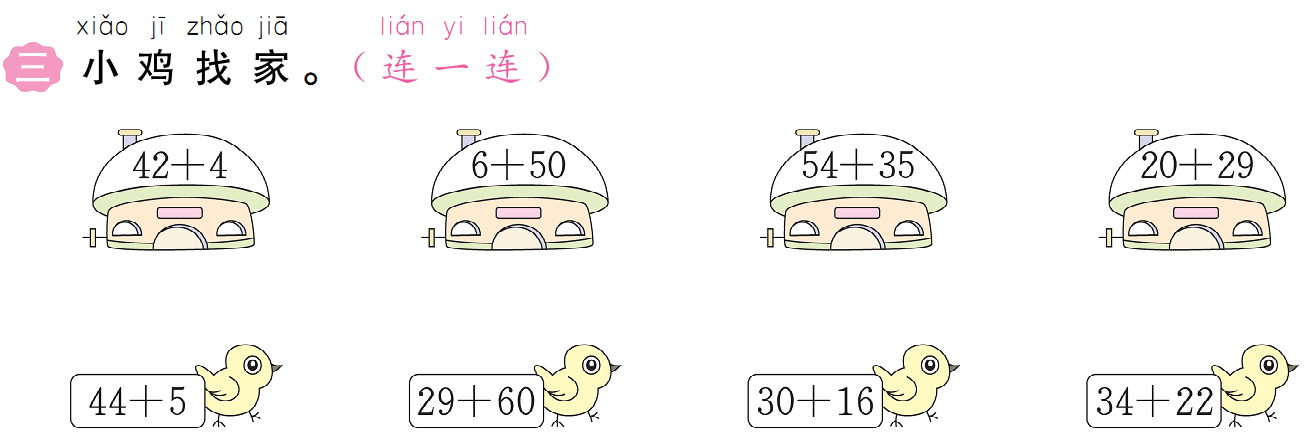 xiǎo jī zhǎo jiā lián yi lián
三 小鸡找家。（连一连）
42+4 6+50 54+35 20+29
44+5 29+60 30+16 34+22